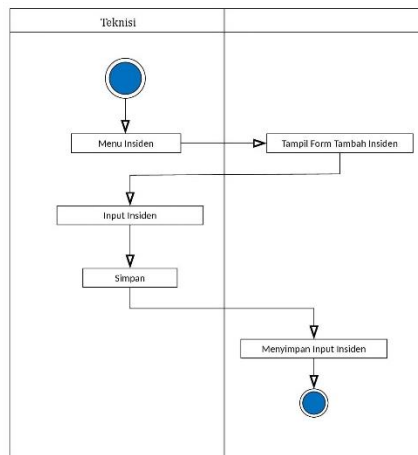 Teknisi
Menu Insiden
Tampil Form Tambah Insiden
Input Insiden
Simpan
Menyimpan Input Insiden